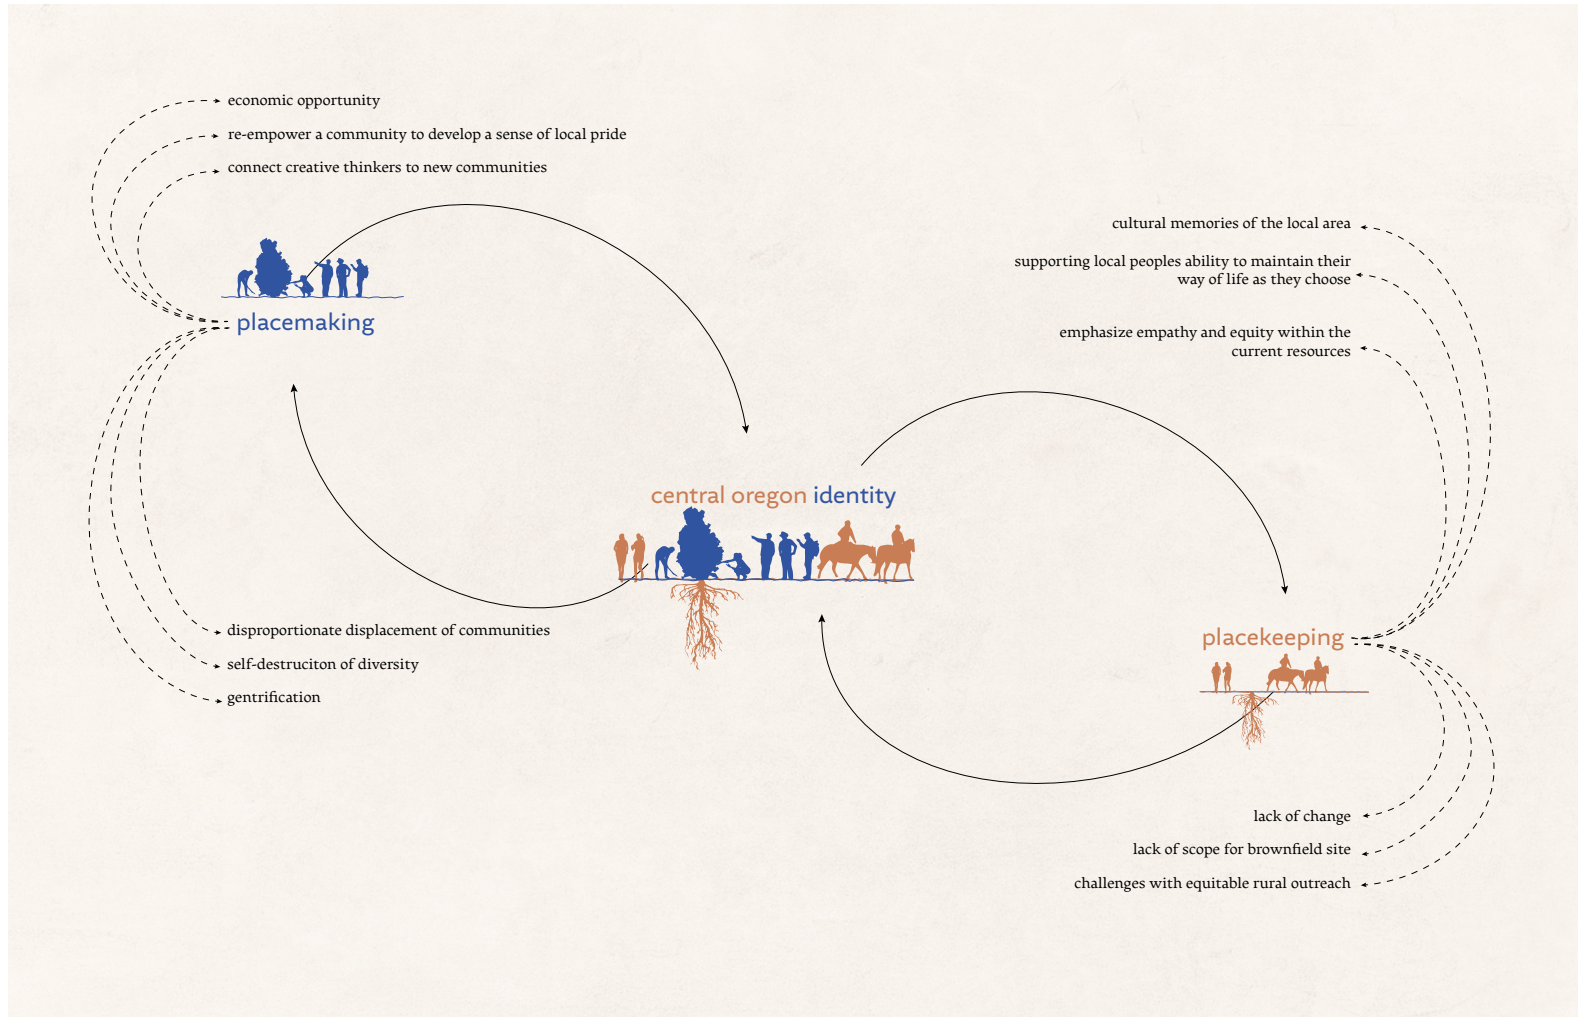 economic opportunity
re-empower a community to develop a sense of local pride
connect creative thinkers to new communities
placemaking
disproportionate displacement of communities
self-destruciton of diversity
gentrification
central oregon identity
cultural memories of the local area
supporting local peoples ability to maintain their
way of life as they choose
emphasize empathy and equity within the
current resources
placekeeping
lack of change
lack of scope for brownfield site
challenges with equitable rural outreach